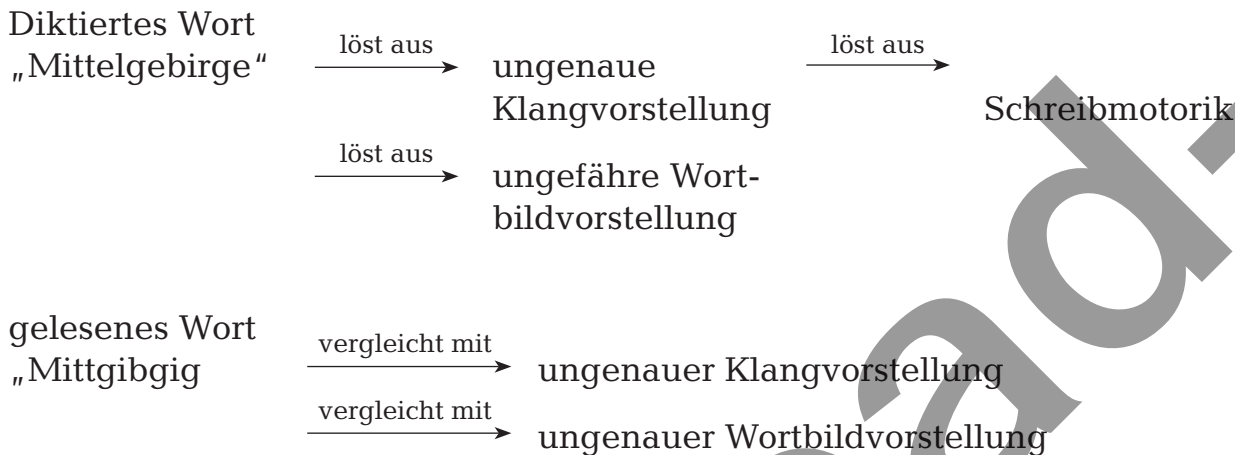 Diktiertes Wort
„Mittelgebirge“
löst aus
ungenaue
Klangvorstellung
löst aus
Schreibmotorik
löst aus
ungefähre Wort-
bildvorstellung
gelesenes Wort
„Mittgibgig
vergleicht mit
ungenauer Klangvorstellung
vergleicht mit
ungenauer Wortbildvorstellung